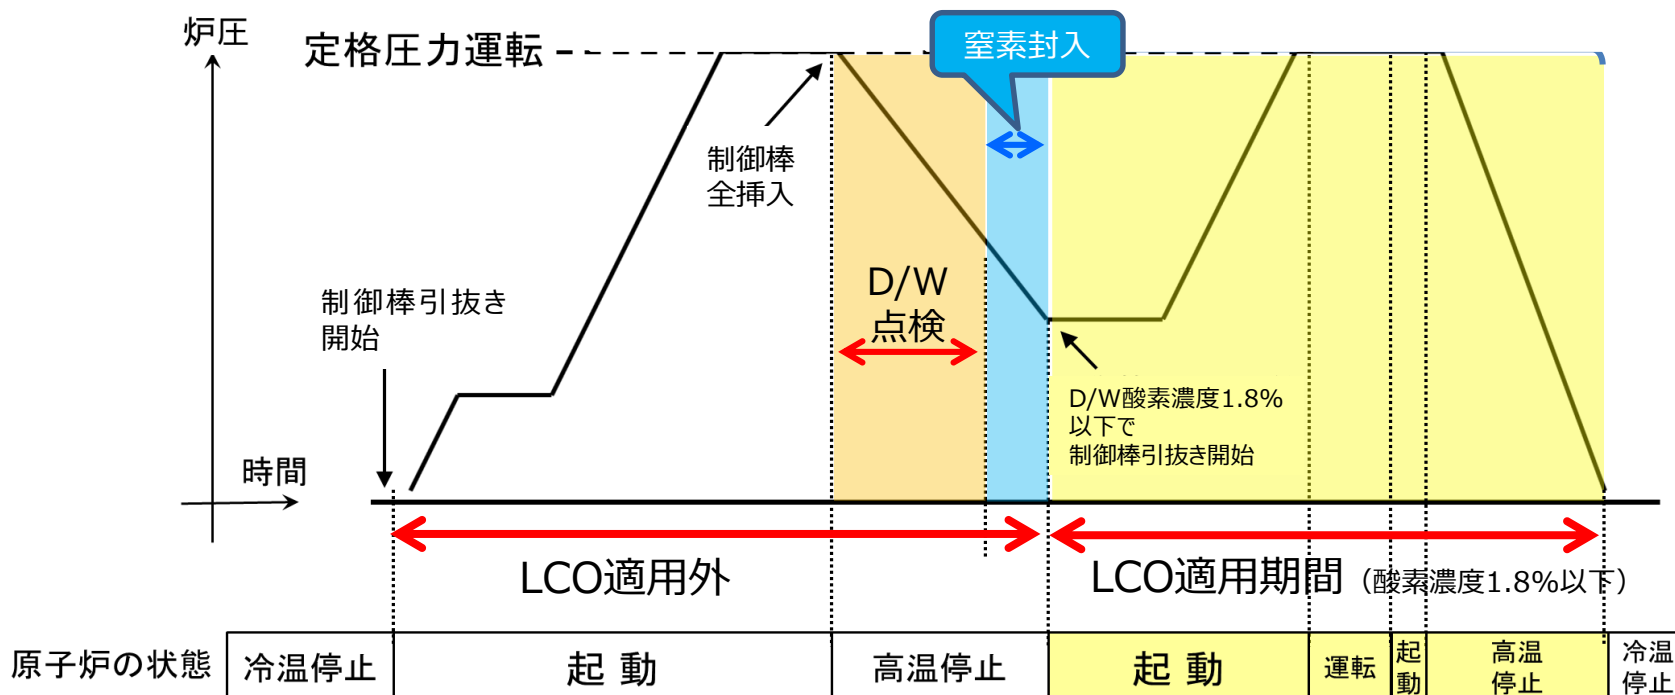 炉圧
定格圧力運転
窒素封入
制御棒
全挿入
D/W
点検
制御棒引抜き
開始
D/W酸素濃度1.8%
以下で
制御棒引抜き開始
時間
LCO適用外
LCO適用期間（酸素濃度1.8%以下）
原子炉の状態
冷温停止
起 動
高温停止
起 動
運転
起
動
高温
停止
冷温
停止